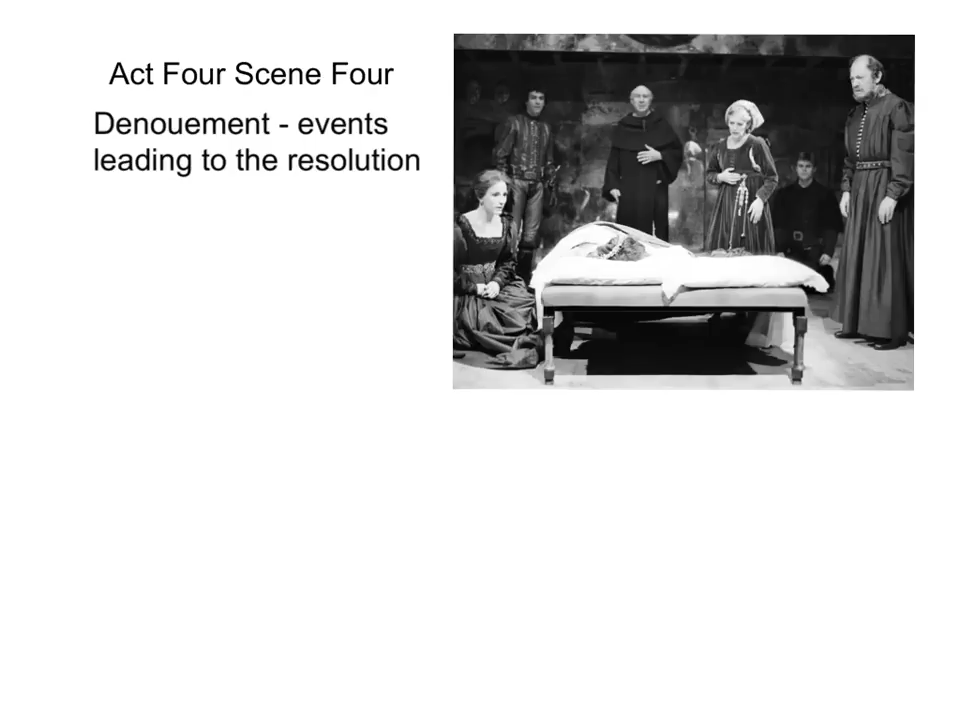 Act Four Scene Four
Denouement - events
leading to the resolution